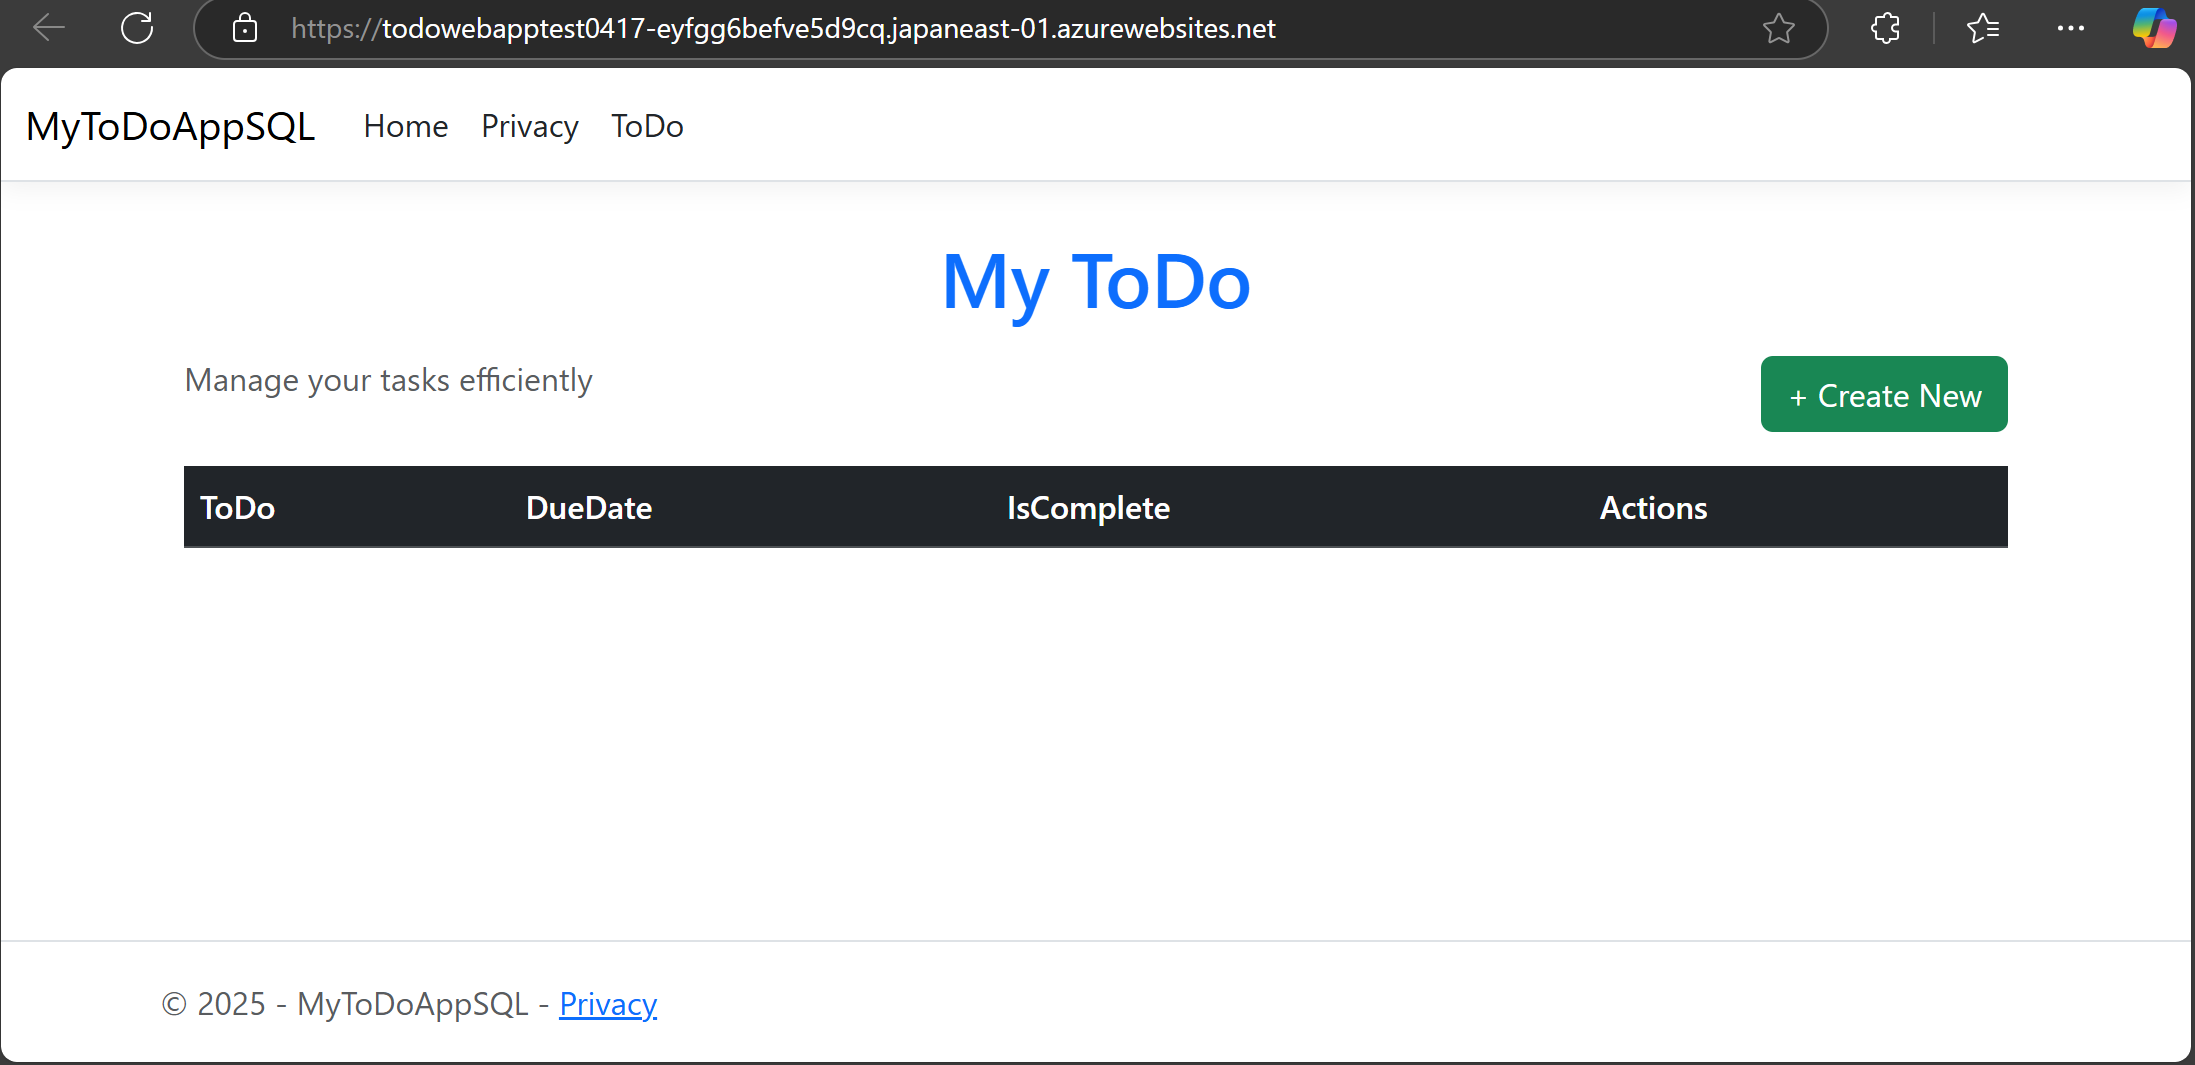 https://todowebapptest0417-eyfgg6befve5d9cq.japaneast-01.azurewebsites.net
MyToDoAppSQL Home Privacy ToDo
My ToDo
Manage your tasks efficiently
+ Create New
ToDo DueDate IsComplete Actions
© 2025 - MyToDoAppSQL - Privacy